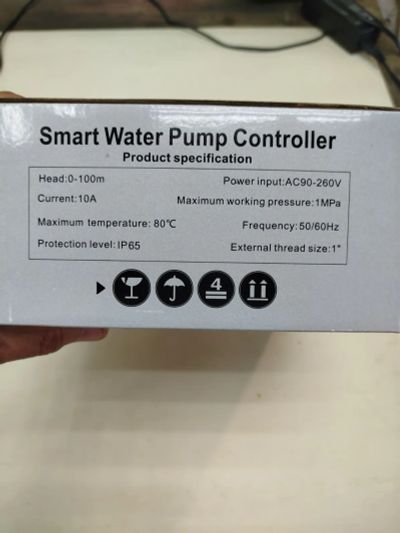 Smart Water Pump Controller
Product specification
Head:0-100m
Power input:AC90-260V
Current:10A
Maximum working pressure:1MPa
Maximum temperature: 80℃
Frequency:50/60Hz
Protection level:IP65
External thread size:1"
4